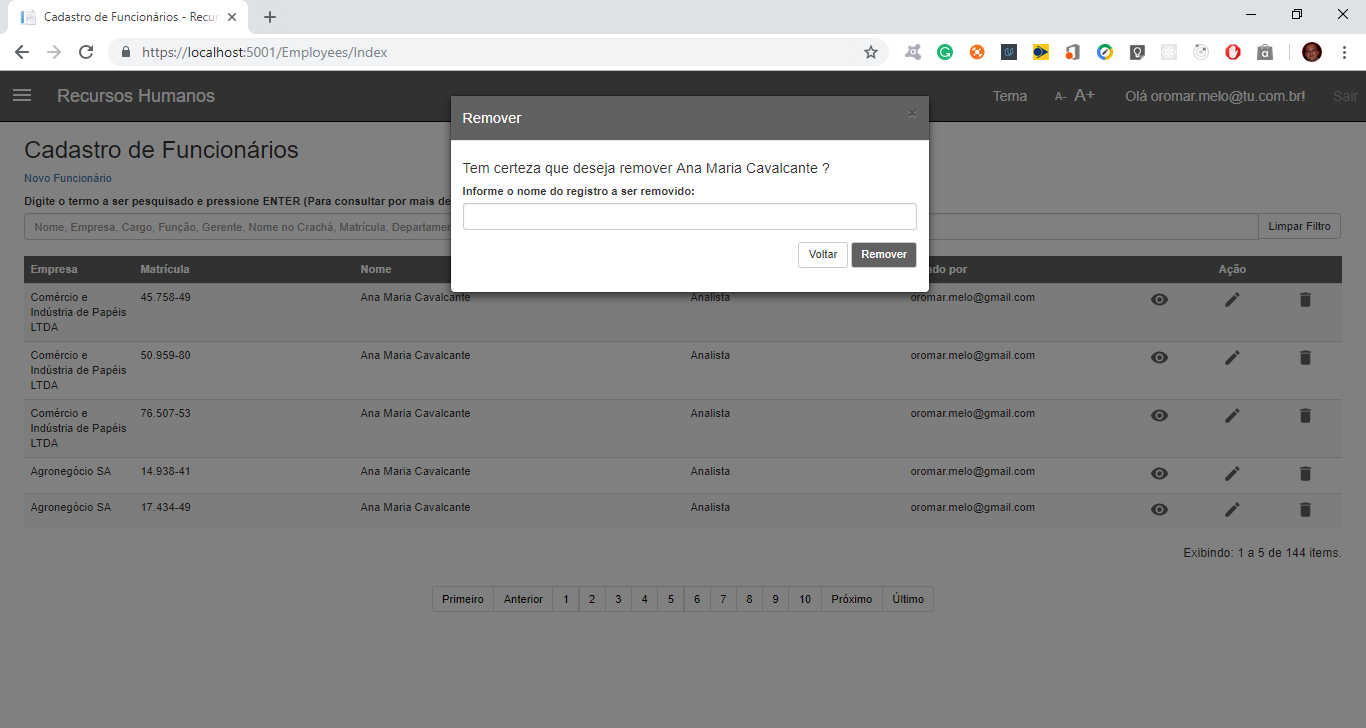 Cadastro de Funcionários - Recur
https://localhost:5001/Employees/Index
Recursos Humanos
Tema A- A+ Olá oromar.melo@tu.com.br! Sair
Remover ×
Cadastro de Funcionários
Tem certeza que deseja remover Ana Maria Cavalcante ?
Novo Funcionário
Informe o nome do registro a ser removido:
Digite o termo a ser pesquisado e pressione ENTER (Para consultar por mais de
Nome, Empresa, Cargo, Função, Gerente, Nome no Crachá, Matrícula, Departamen
Limpar Filtro
Voltar Remover
Empresa Matrícula Nome por Ação
Comércio e Indústria de Papéis LTDA 45.758-49 Ana Maria Cavalcante Analista oromar.melo@gmail.com
Comércio e Indústria de Papéis LTDA 50.959-80 Ana Maria Cavalcante Analista oromar.melo@gmail.com
Comércio e Indústria de Papéis LTDA 76.507-53 Ana Maria Cavalcante Analista oromar.melo@gmail.com
Agronegócio SA 14.938-41 Ana Maria Cavalcante Analista oromar.melo@gmail.com
Agronegócio SA 17.434-49 Ana Maria Cavalcante Analista oromar.melo@gmail.com
Exibindo: 1 a 5 de 144 items.
Primeiro Anterior 1 2 3 4 5 6 7 8 9 10 Próximo Último